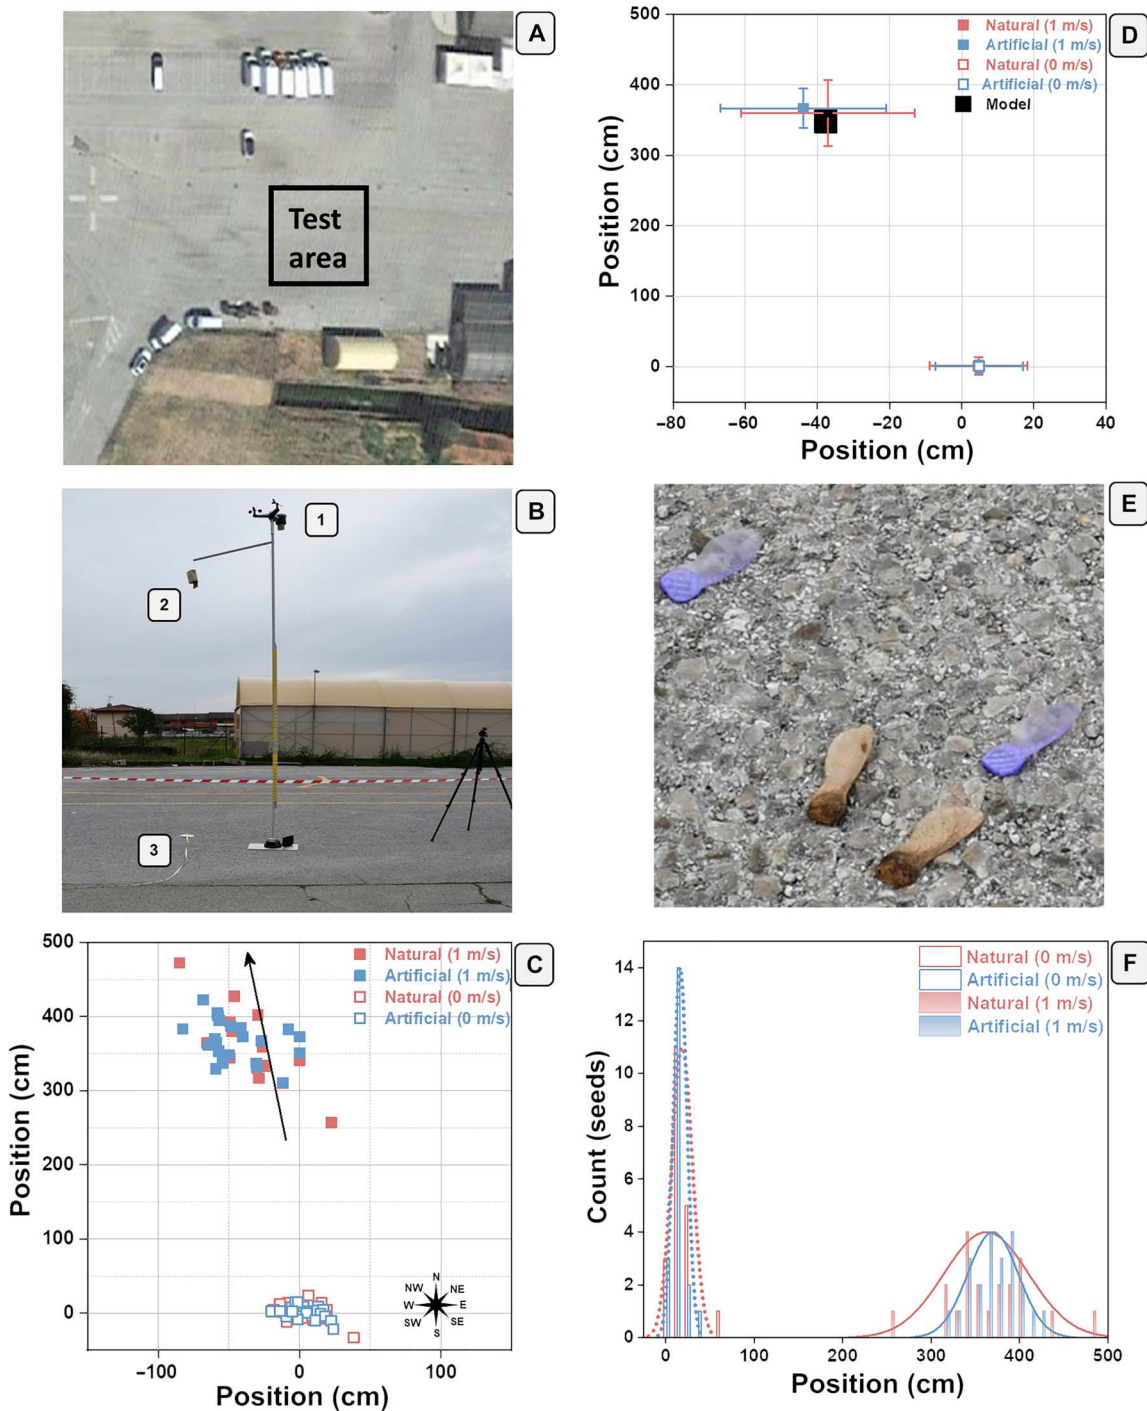 A
Test
area
B
1
2
3
C
500
400
300
200
100
0
−100
0
100
Position (cm)
Position (cm)
Natural (1 m/s)
Artificial (1 m/s)
Natural (0 m/s)
Artificial (0 m/s)
N
NW
NE
W
E
SW
SE
S
D
500
400
300
200
100
0
−80
−60
−40
−20
0
20
40
Position (cm)
Position (cm)
Natural (1 m/s)
Artificial (1 m/s)
Natural (0 m/s)
Artificial (0 m/s)
Model
E
F
14
12
10
8
6
4
2
0
0
100
200
300
400
500
Count (seeds)
Position (cm)
Natural (0 m/s)
Artificial (0 m/s)
Natural (1 m/s)
Artificial (1 m/s)